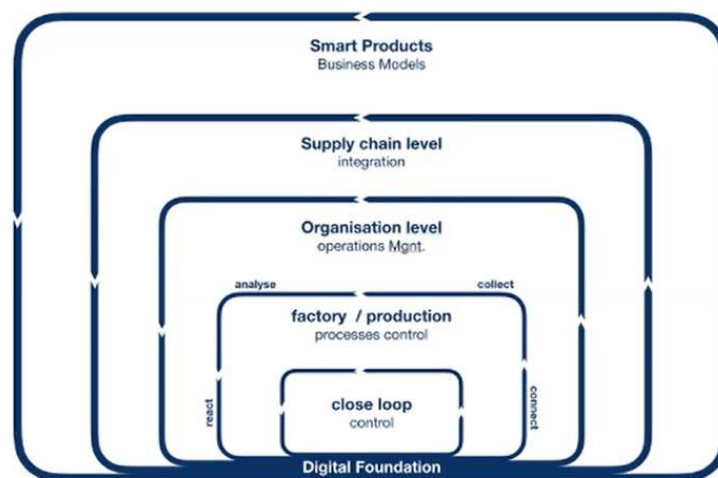 Smart Products
Business Models
Supply chain level
integration
Organisation level
operations Mgnt.
analyse
collect
factory / production
processes control
react
connect
close loop
control
Digital Foundation